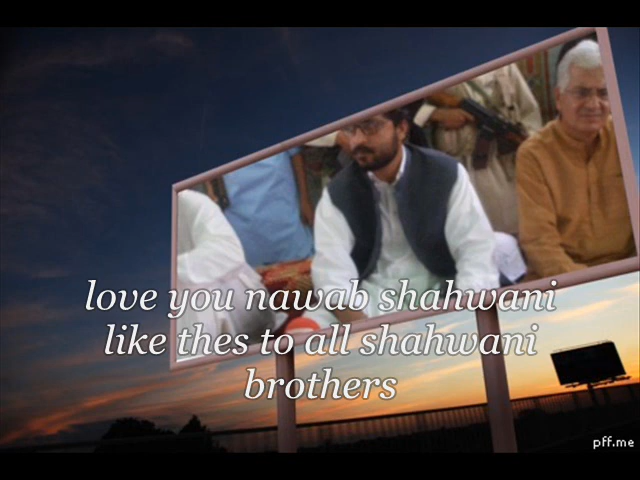 love you nawab shahwani
like thes to all shahwani
brothers
pff.me